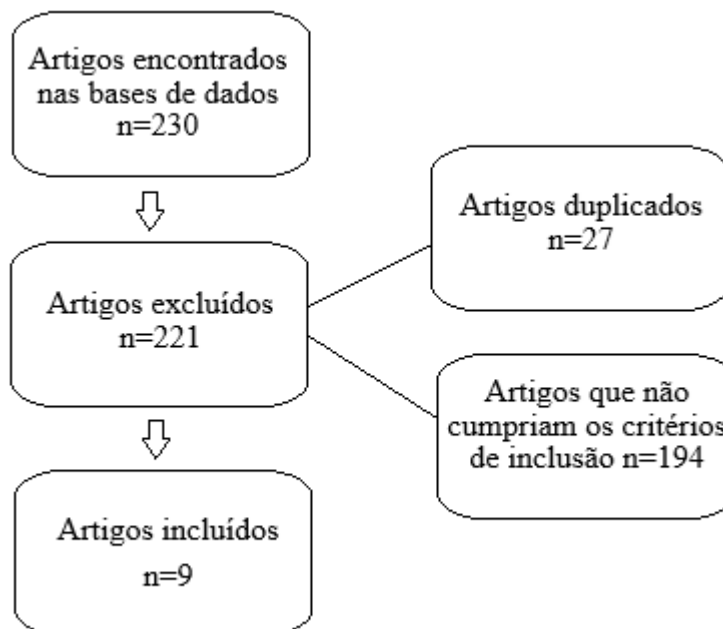 Artigos encontrados
nas bases de dados
n=230
Artigos excluídos
n=221
Artigos duplicados
n=27
Artigos que não
cumpriam os critérios
de inclusão n=194
Artigos incluídos
n=9